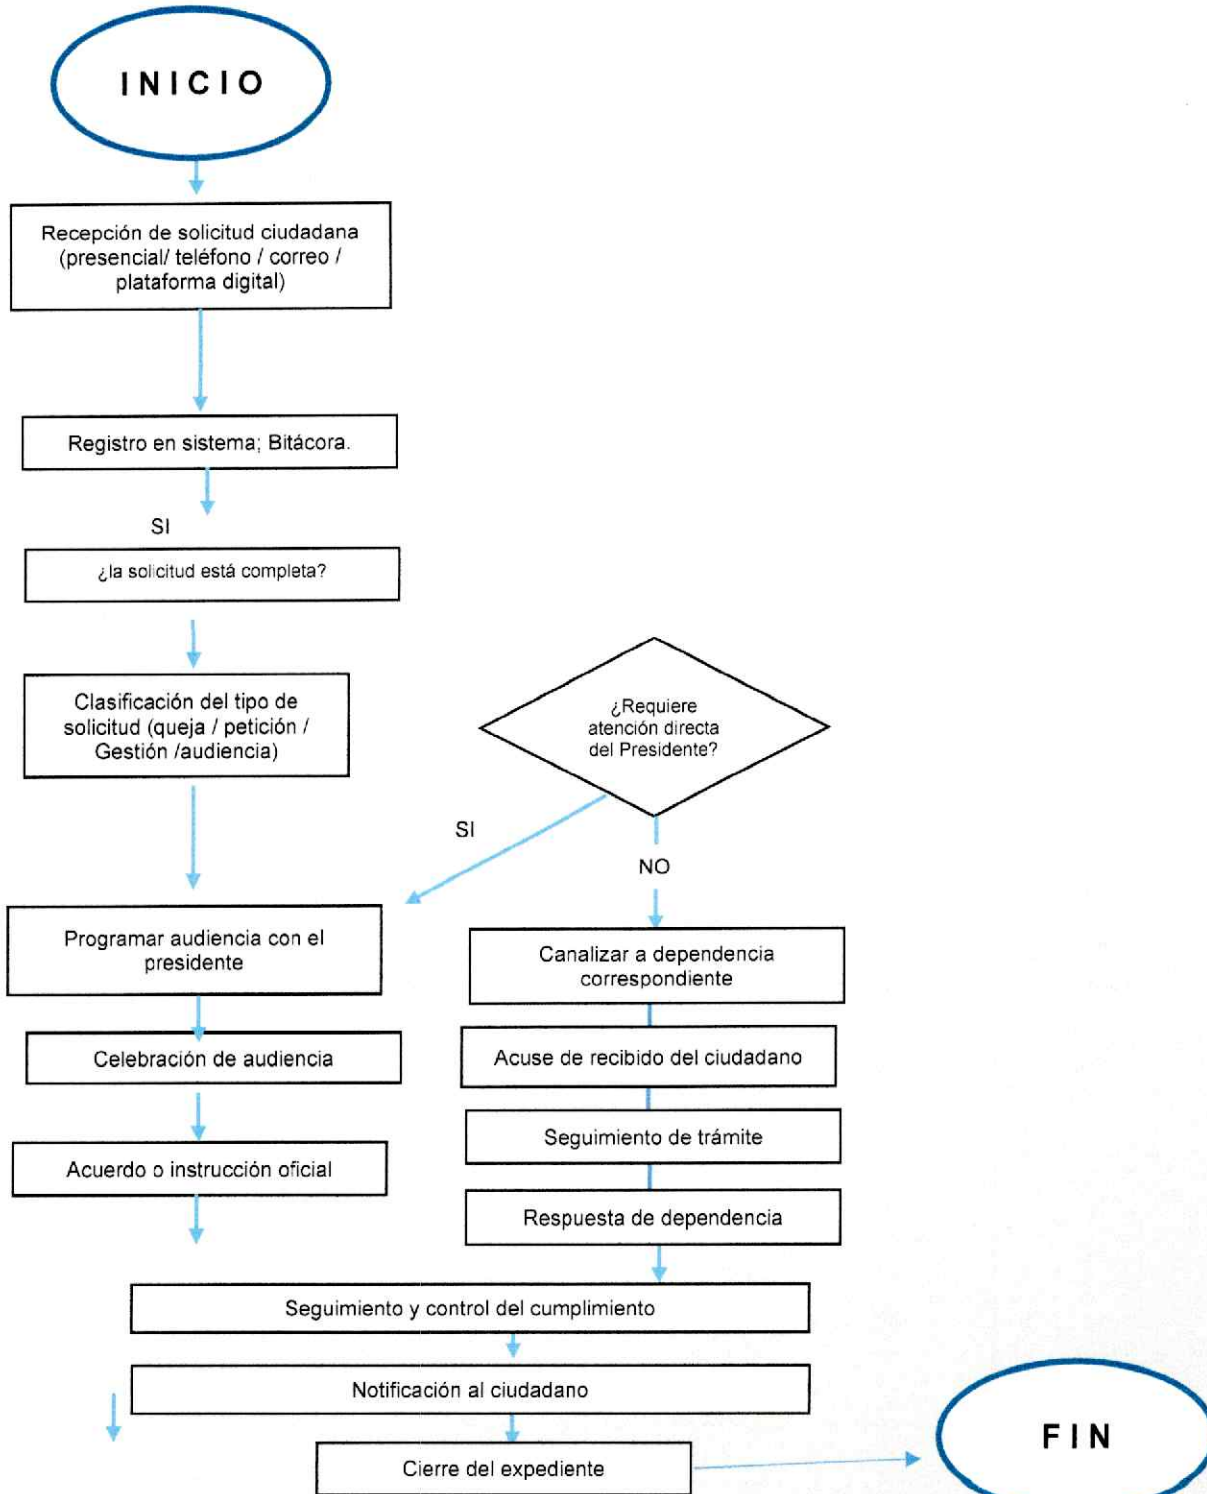 INICIO
Recepción de solicitud ciudadana
(presencial/ teléfono / correo /
plataforma digital)
Registro en sistema; Bitácora.
SI
¿la solicitud está completa?
Clasificación del tipo de
solicitud (queja / petición /
Gestión /audiencia)
¿Requiere
atención directa
del Presidente?
SI
NO
Programar audiencia con el
presidente
Canalizar a dependencia
correspondiente
Celebración de audiencia
Acuse de recibido del ciudadano
Seguimiento de trámite
Acuerdo o instrucción oficial
Respuesta de dependencia
Seguimiento y control del cumplimiento
Notificación al ciudadano
Cierre del expediente
FIN